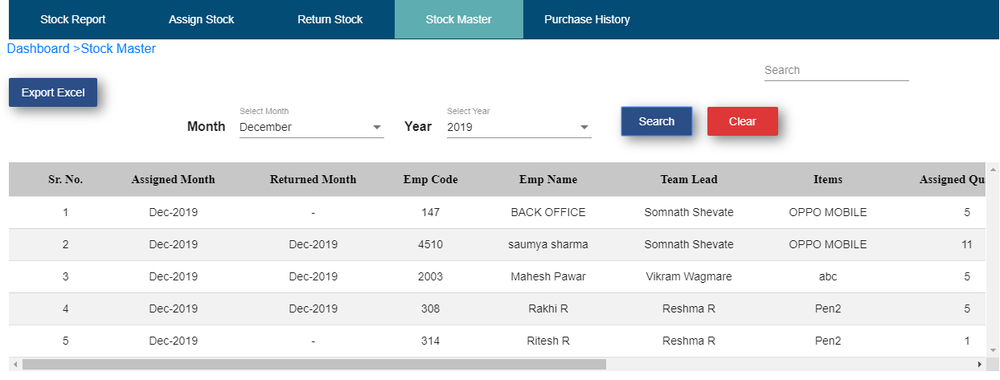 Stock Report Assign Stock Return Stock Stock Master Purchase History
Dashboard >Stock Master
Search
Export Excel
Select Month Select Year
Month December Year 2019 Search Clear
Sr. No. Assigned Month Returned Month Emp Code Emp Name Team Lead Items Assigned Qu
1 Dec-2019 - 147 BACK OFFICE Somnath Shevate OPPO MOBILE 5
2 Dec-2019 Dec-2019 4510 saumya sharma Somnath Shevate OPPO MOBILE 11
3 Dec-2019 Dec-2019 2003 Mahesh Pawar Vikram Wagmare abc 5
4 Dec-2019 Dec-2019 308 Rakhi R Reshma R Pen2 5
5 Dec-2019 - 314 Ritesh R Reshma R Pen2 1